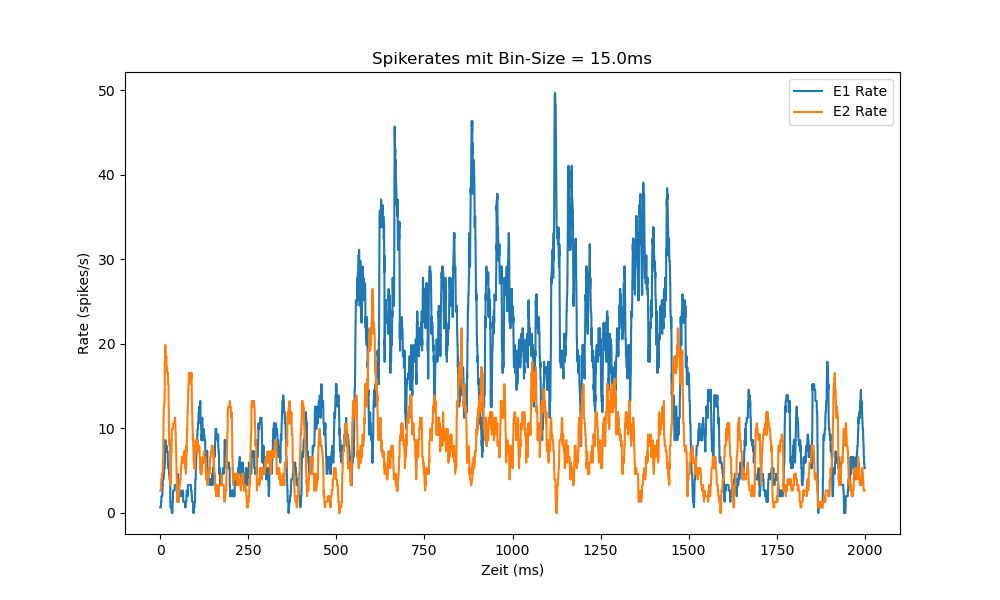 Spikerates mit Bin-Size = 15.0ms
E1 Rate
E2 Rate
Rate (spikes/s)
50
40
30
20
10
0
0 250 500 750 1000 1250 1500 1750 2000
Zeit (ms)